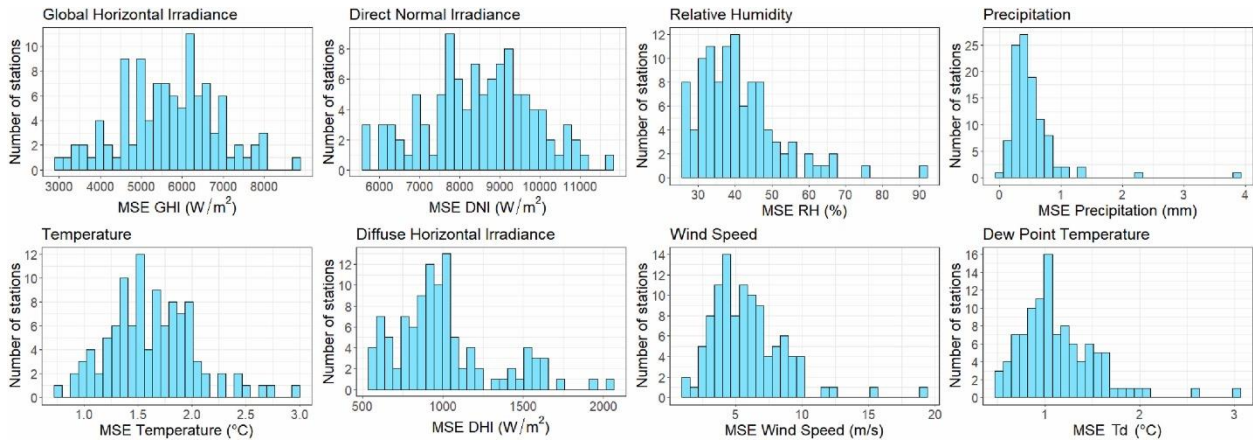 Global Horizontal Irradiance
Number of stations
10
8
6
4
2
0
3000 4000 5000 6000 7000 8000
MSE GHI (W/m²)
Direct Normal Irradiance
Number of stations
8
6
4
2
0
6000 7000 8000 9000 10000 11000
MSE DNI (W/m²)
Relative Humidity
Number of stations
12
10
8
6
4
2
0
30 40 50 60 70 80 90
MSE RH (%)
Precipitation
Number of stations
25
20
15
10
5
0
0 1 2 3 4
MSE Precipitation (mm)
Temperature
Number of stations
12
10
8
6
4
2
0
1.0 1.5 2.0 2.5 3.0
MSE Temperature (°C)
Diffuse Horizontal Irradiance
Number of stations
12
10
8
6
4
2
0
500 1000 1500 2000
MSE DHI (W/m²)
Wind Speed
Number of stations
14
12
10
8
6
4
2
0
5 10 15 20
MSE Wind Speed (m/s)
Dew Point Temperature
Number of stations
16
14
12
10
8
6
4
2
0
1 2 3
MSE Td (°C)